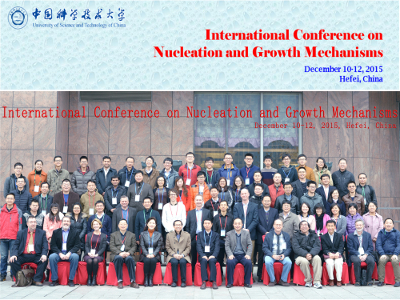 中国科学技术大学
University of Science and Technology of China
International Conference on
Nucleation and Growth Mechanisms
December 10-12, 2015
Hefei, China
International Conference on Nucleation and Growth Mechanisms
December 10-12, 2015, Hefei, China